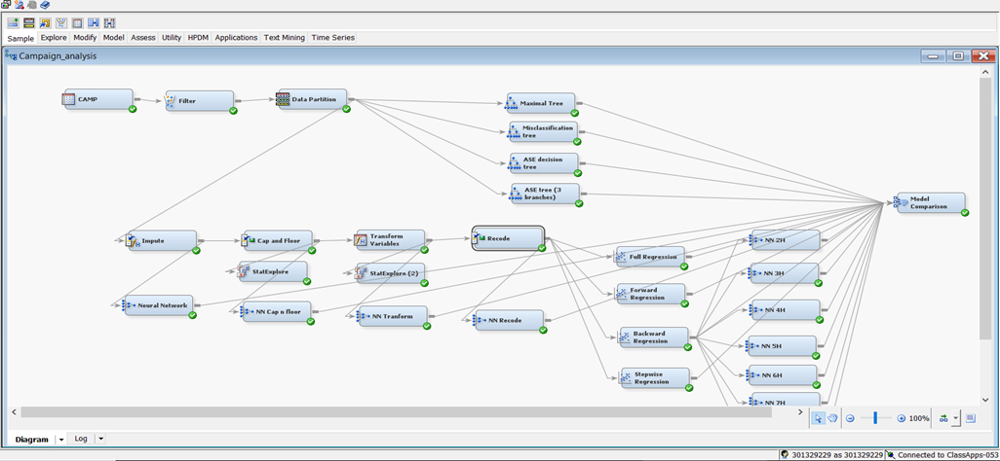 Sample Explore Modify Model Assess Utility HPDM Applications Text Mining Time Series
Campaign_analysis
CAMP
Filter
Data Partition
Maximal Tree
Misclassification
tree
ASE decision
tree
ASE tree (3
branches)
Model
Comparison
Impute
Cap and Floor
Transform
Variables
Recode
StatExplore
StatExplore (2)
Full Regression
NN 2H
NN 3H
Neural Network
NN Cap n floor
NN Tranform
NN Recode
Forward
Regression
NN 4H
Backward
Regression
NN 5H
Stepwise
Regression
NN 6H
NN 7H
100%
Diagram Log
301329229 as 301329229 Connected to ClassApps-053